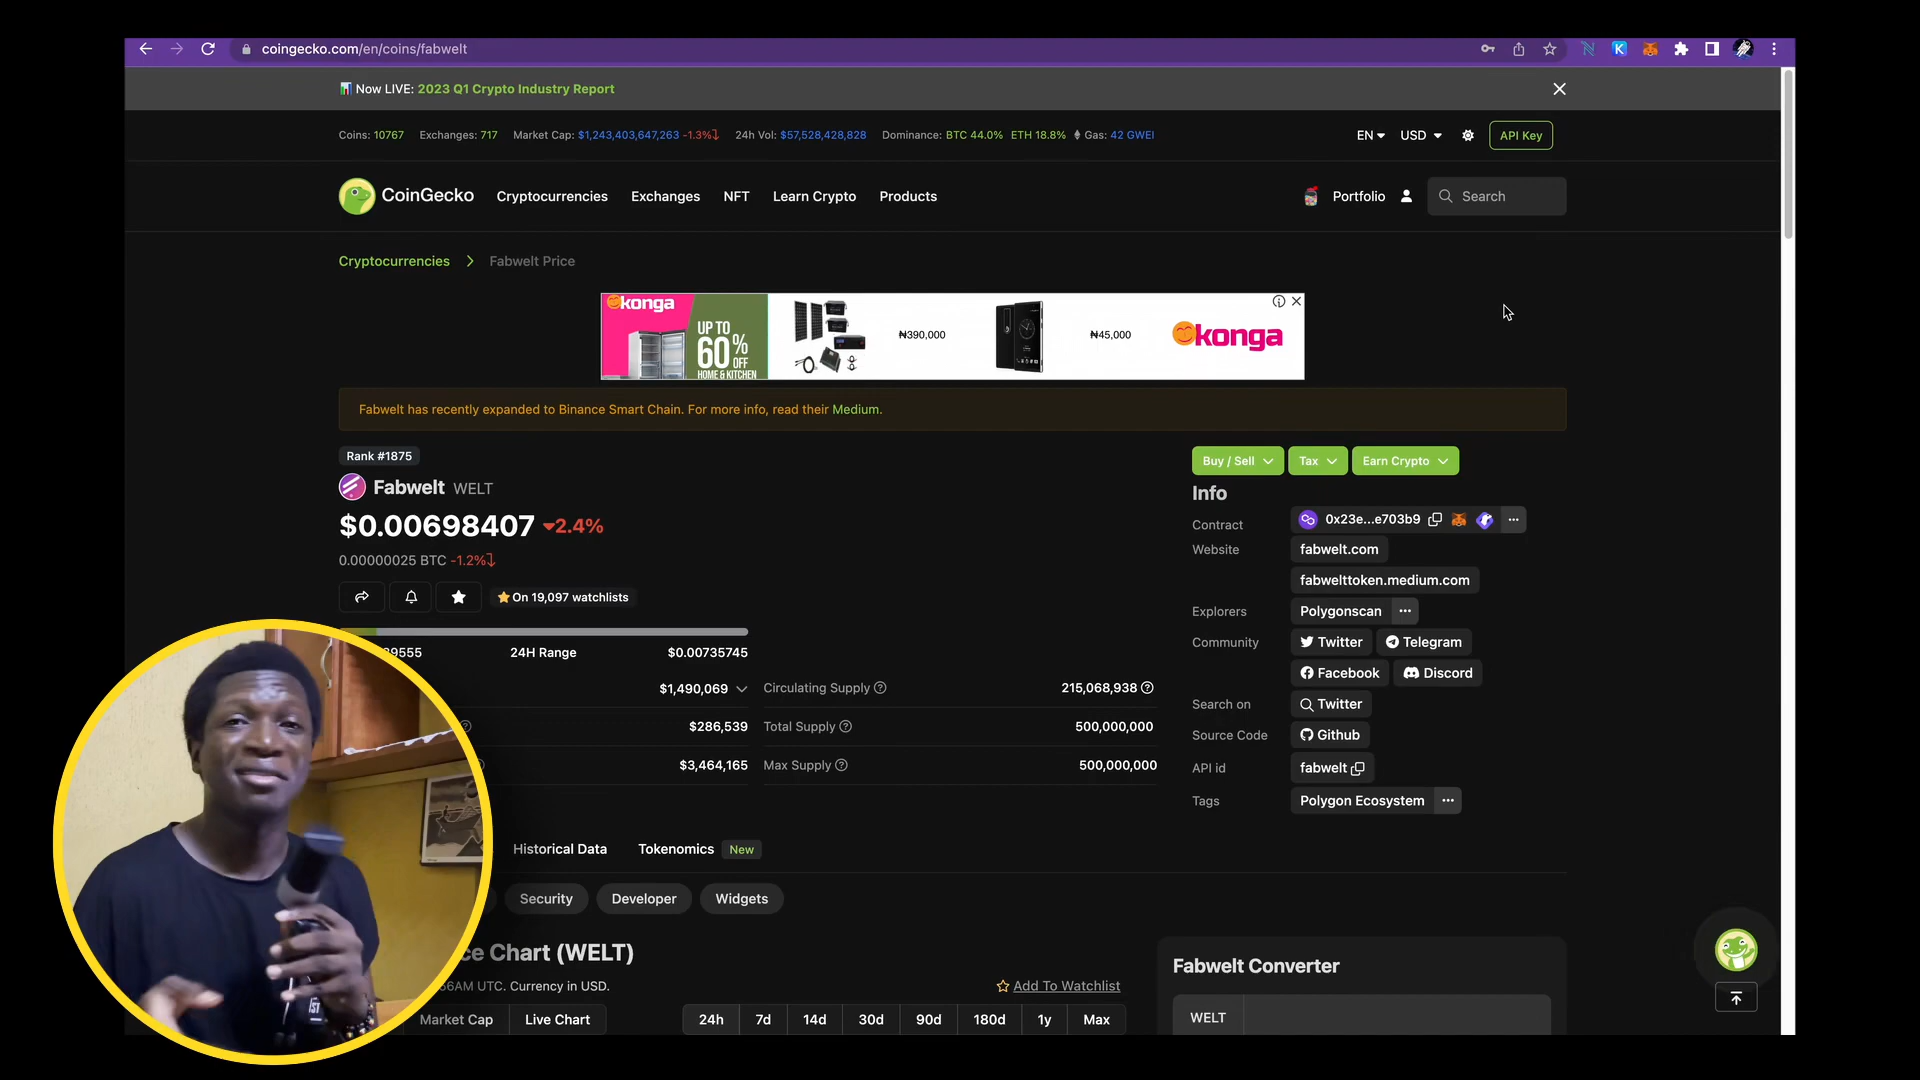 coingecko.com/en/coins/fabwelt
Now LIVE: 2023 Q1 Crypto Industry Report
Coins: 10767 Exchanges: 717 Market Cap: $1,243,403,647,263 -1.3% 24h Vol: $57,528,428,828 Dominance: BTC 44.0% ETH 18.8% Gas: 42 GWEI
EN USD API Key
CoinGecko Cryptocurrencies Exchanges NFT Learn Crypto Products Portfolio Search
Cryptocurrencies > Fabwelt Price
konga UP TO 60% OFF HOME & KITCHEN ₦390,000 ₦45,000 konga
Fabwelt has recently expanded to Binance Smart Chain. For more info, read their Medium.
Rank #1875
Fabwelt WELT
$0.00698407 2.4%
0.00000025 BTC -1.2%
On 19,097 watchlists
39555 24H Range $0.00735745
$1,490,069 Circulating Supply 215,068,938
$286,539 Total Supply 500,000,000
$3,464,165 Max Supply 500,000,000
Buy / Sell Tax Earn Crypto
Info
Contract 0x23e...e703b9 ...
Website fabwelt.com
fabwelttoken.medium.com
Explorers Polygonscan ...
Community Twitter Telegram
Facebook Discord
Search on Twitter
Source Code Github
API id fabwelt
Tags Polygon Ecosystem ...
Historical Data Tokenomics New
Security Developer Widgets
ce Chart (WELT)
56AM UTC. Currency in USD.
Add To Watchlist
Market Cap Live Chart 24h 7d 14d 30d 90d 180d 1y Max
Fabwelt Converter
WELT